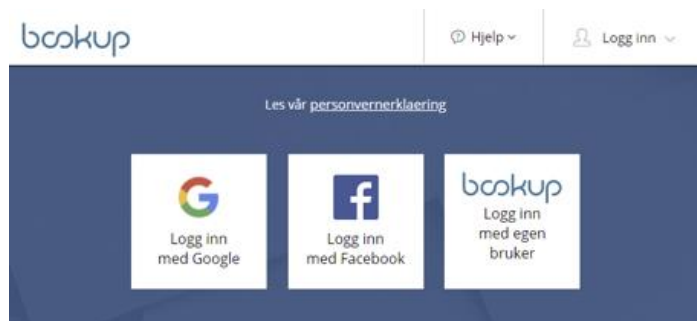 bookup
Hjelp
Logg inn
Les vår personvernerklaering
Logg inn
med Google
Logg inn
med Facebook
bookup
Logg inn
med egen
bruker